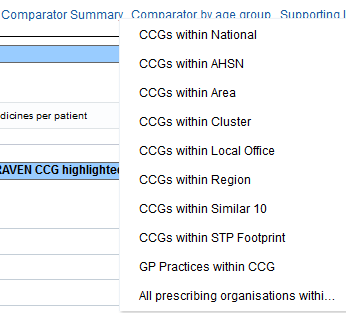 Comparator Summary Comparator by age group Supporting
CCGs within National
CCGs within AHSN
CCGs within Area
dicines per patient
CCGs within Cluster
CCGs within Local Office
RAVEN CCG highlighted
CCGs within Region
CCGs within Similar 10
CCGs within STP Footprint
GP Practices within CCG
All prescribing organisations withi...